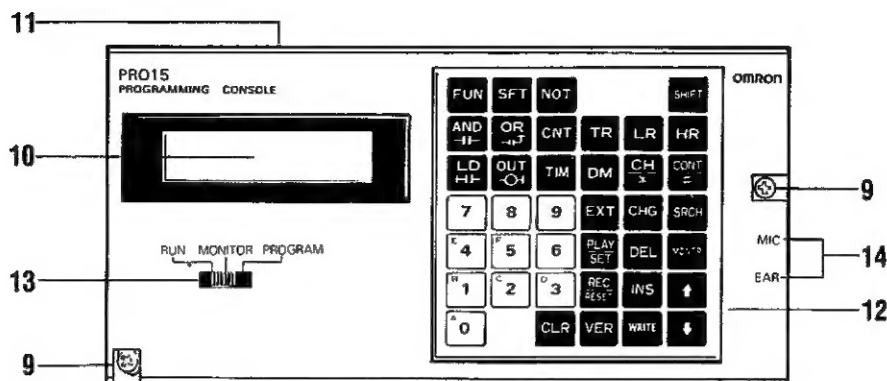 11
PRO15
PROGRAMMING CONSOLE
OMRON
FUN SFT NOT SHIFT
AND OR CNT TR LR HR
LD OUT TIM DM CH * CONT #
10
9
7 8 9 EXT CHG SRCH
RUN MONITOR PROGRAM
E 4 F 5 6 PLAY SET DEL MONTR
MIC
14
13
EAR
B 1 C 2 D 3 REC RESET INS ↑
12
A 0 CLR VER WRITE ↓
9